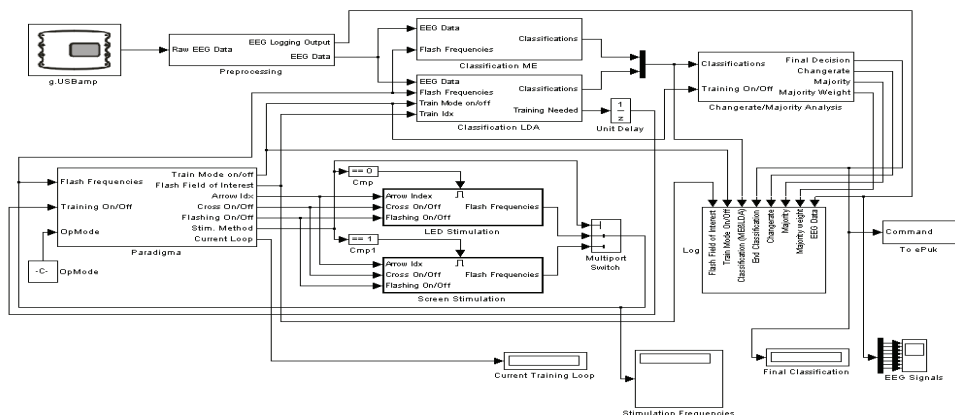 g.USBamp
Raw EEG Data
EEG Logging Output
EEG Data
Preprocessing
EEG Data
Flash Frequencies
Classifications
Classification ME
EEG Data
Flash Frequencies
Train Mode on/off
Train Idx
Classifications
Training Needed
Classification LDA
1
z
Unit Delay
Classifications
Training On/Off
Final Decision
Changerate
Majority
Majority Weight
Changerate/Majority Analysis
Flash Frequencies
Training On/Off
OpMode
Train Mode on/off
Flash Field of Interest
Arrow Idx
Cross On/Off
Flashing On/Off
Stim. Method
Current Loop
Paradigma
-C-
OpMode
== 0
Cmp
Arrow Index
Cross On/Off
Flashing On/Off
Flash Frequencies
LED Stimulation
== 1
Cmp1
Arrow Idx
Cross On/Off
Flashing On/Off
Flash Frequencies
Screen Stimulation
Multiport
Switch
Log
Flash Field of Interest
Train Mode On/Off
Classification (ME&LDA)
End Classification
Changerate
Majority
Majority weight
EEG Data
Command
To ePuk
Current Training Loop
Stimulation Frequencies
Final Classification
EEG Signals